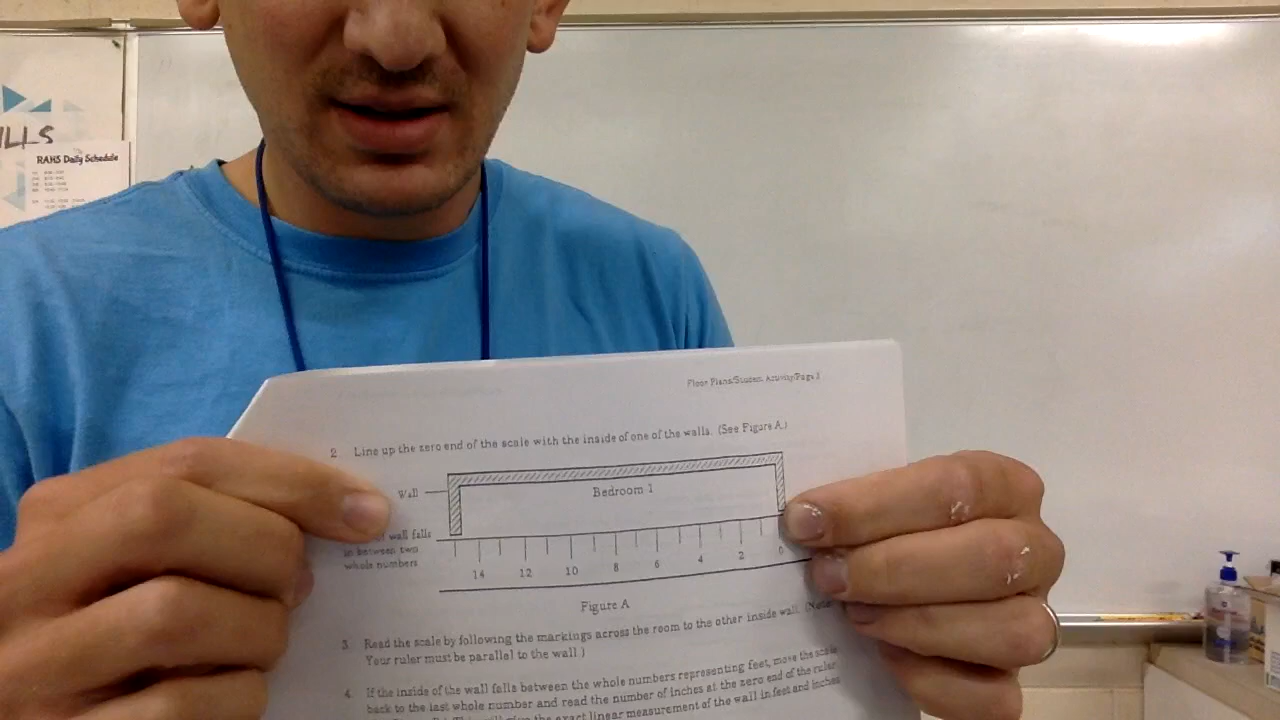 ILLS
RAHS Daily Schedule
Floor Plans/Student Activity/Page 3
2. Line up the zero end of the scale with the inside of one of the walls. (See Figure A.)
Wall
Bedroom 1
wall falls
in between two
whole numbers
14 12 10 8 6 4 2 0
Figure A
3. Read the scale by following the markings across the room to the other inside wall. (Note:
Your ruler must be parallel to the wall.)
4. If the inside of the wall falls between the whole numbers representing feet, move the scale
back to the last whole number and read the number of inches at the zero end of the ruler
the exact linear measurement of the wall in feet and inches